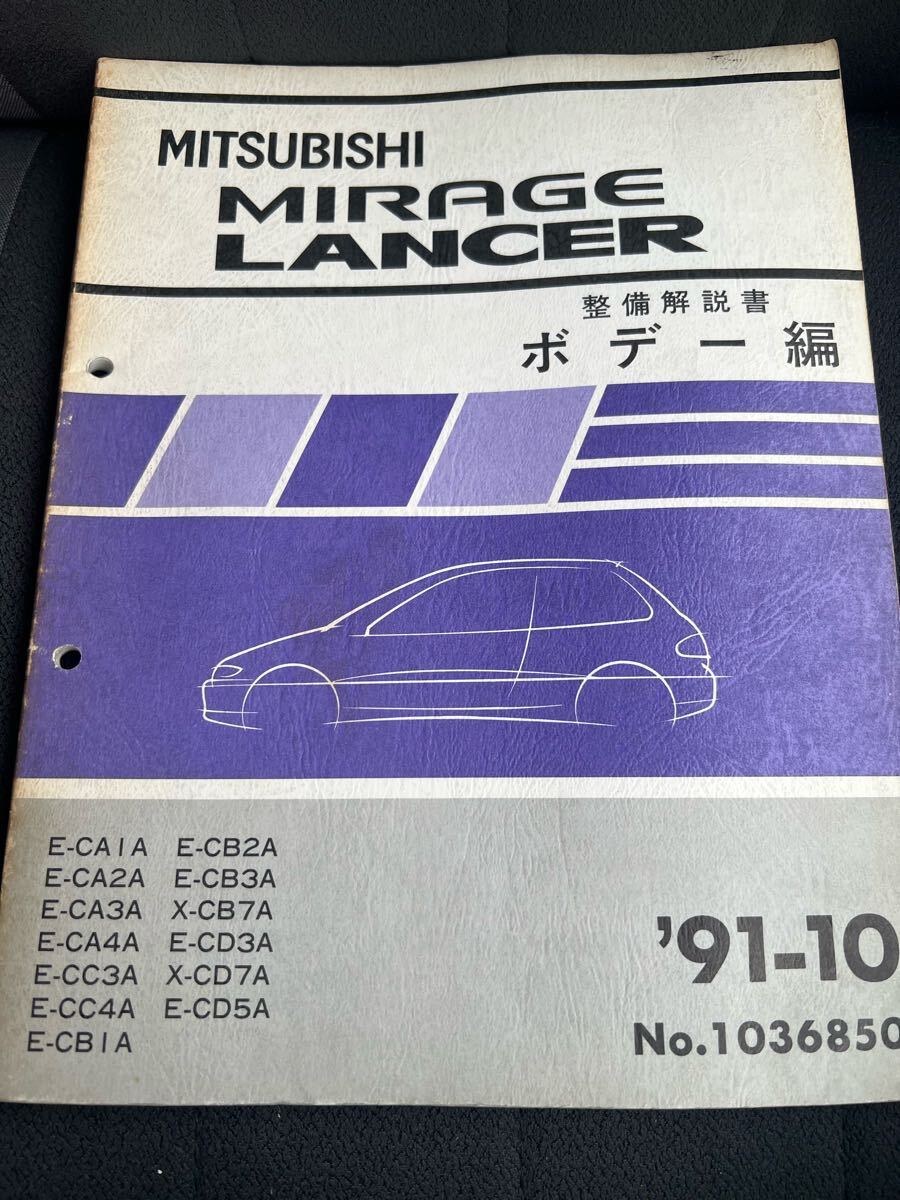 MITSUBISHI
MIRAGE
LANCER
整備解説書
ボデー編
E-CA1A E-CB2A
E-CA2A E-CB3A
E-CA3A X-CB7A
E-CA4A E-CD3A
E-CC3A X-CD7A
E-CC4A E-CD5A
E-CB1A
'91-10
No.1036850